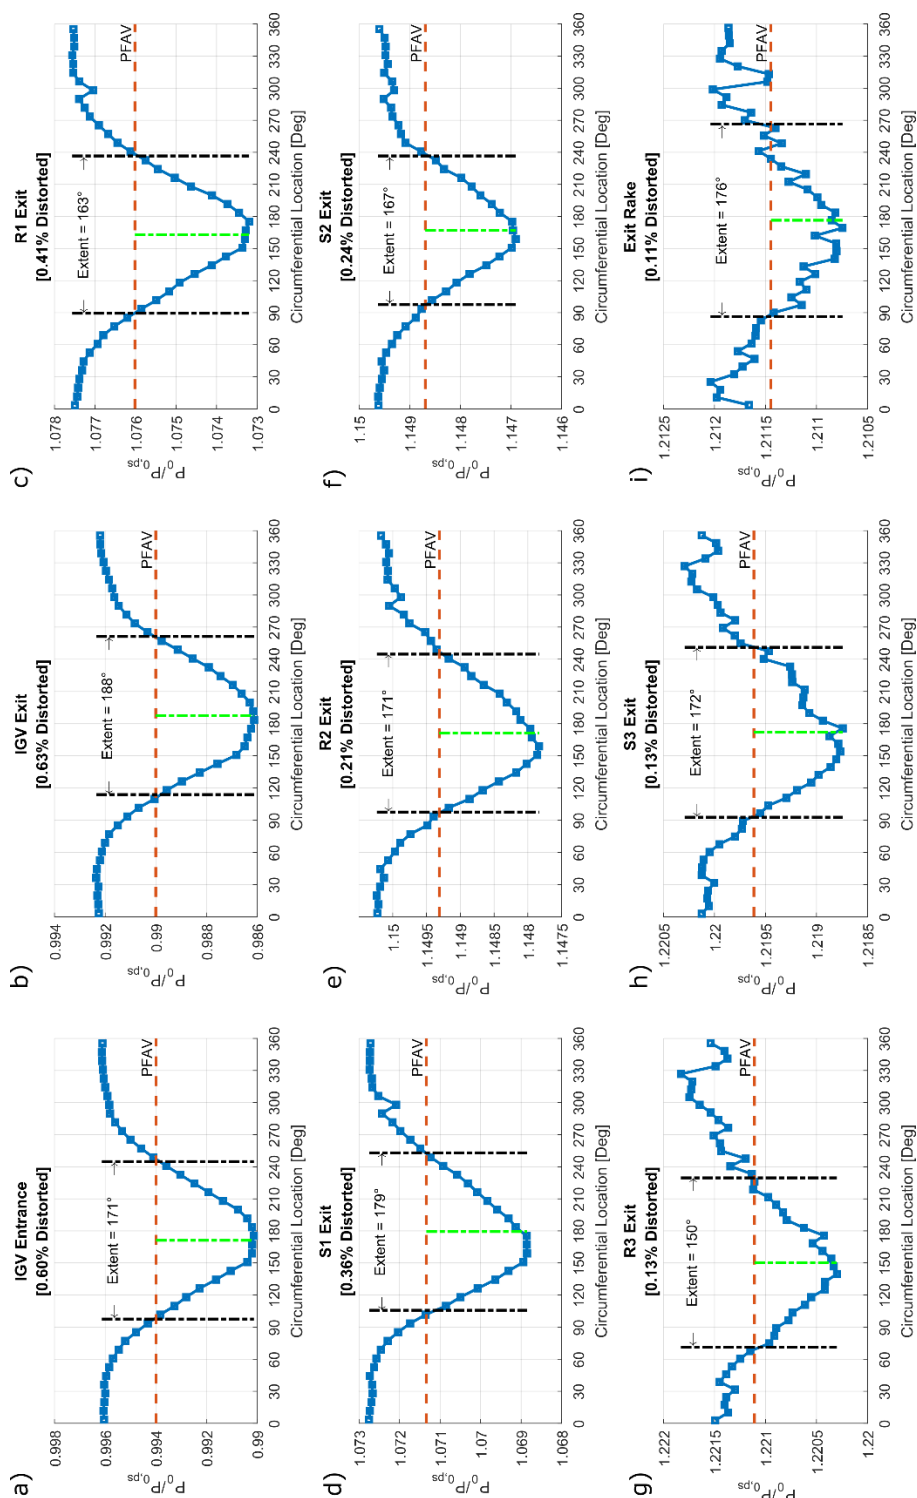 a)
IGV Entrance
[0.60% Distorted]
P0/P0,ps
0.998
0.996
0.994
0.992
0.99
Extent = 171°
PFAV
0 30 60 90 120 150 180 210 240 270 300 330 360
Circumferential Location [Deg]
b)
IGV Exit
[0.63% Distorted]
P0/P0,ps
0.994
0.992
0.99
0.988
0.986
Extent = 188°
PFAV
0 30 60 90 120 150 180 210 240 270 300 330 360
Circumferential Location [Deg]
c)
R1 Exit
[0.41% Distorted]
P0/P0,ps
1.078
1.077
1.076
1.075
1.074
1.073
Extent = 163°
PFAV
0 30 60 90 120 150 180 210 240 270 300 330 360
Circumferential Location [Deg]
d)
S1 Exit
[0.36% Distorted]
P0/P0,ps
1.073
1.072
1.071
1.07
1.069
1.068
Extent = 179°
PFAV
0 30 60 90 120 150 180 210 240 270 300 330 360
Circumferential Location [Deg]
e)
R2 Exit
[0.21% Distorted]
P0/P0,ps
1.15
1.1495
1.149
1.1485
1.148
1.1475
Extent = 171°
PFAV
0 30 60 90 120 150 180 210 240 270 300 330 360
Circumferential Location [Deg]
f)
S2 Exit
[0.24% Distorted]
P0/P0,ps
1.15
1.149
1.148
1.147
1.146
Extent = 167°
PFAV
0 30 60 90 120 150 180 210 240 270 300 330 360
Circumferential Location [Deg]
g)
R3 Exit
[0.13% Distorted]
P0/P0,ps
1.222
1.2215
1.221
1.2205
1.22
Extent = 150°
PFAV
0 30 60 90 120 150 180 210 240 270 300 330 360
Circumferential Location [Deg]
h)
S3 Exit
[0.13% Distorted]
P0/P0,ps
1.2205
1.22
1.2195
1.219
1.2185
Extent = 172°
PFAV
0 30 60 90 120 150 180 210 240 270 300 330 360
Circumferential Location [Deg]
i)
Exit Rake
[0.11% Distorted]
P0/P0,ps
1.2125
1.212
1.2115
1.211
1.2105
Extent = 176°
PFAV
0 30 60 90 120 150 180 210 240 270 300 330 360
Circumferential Location [Deg]